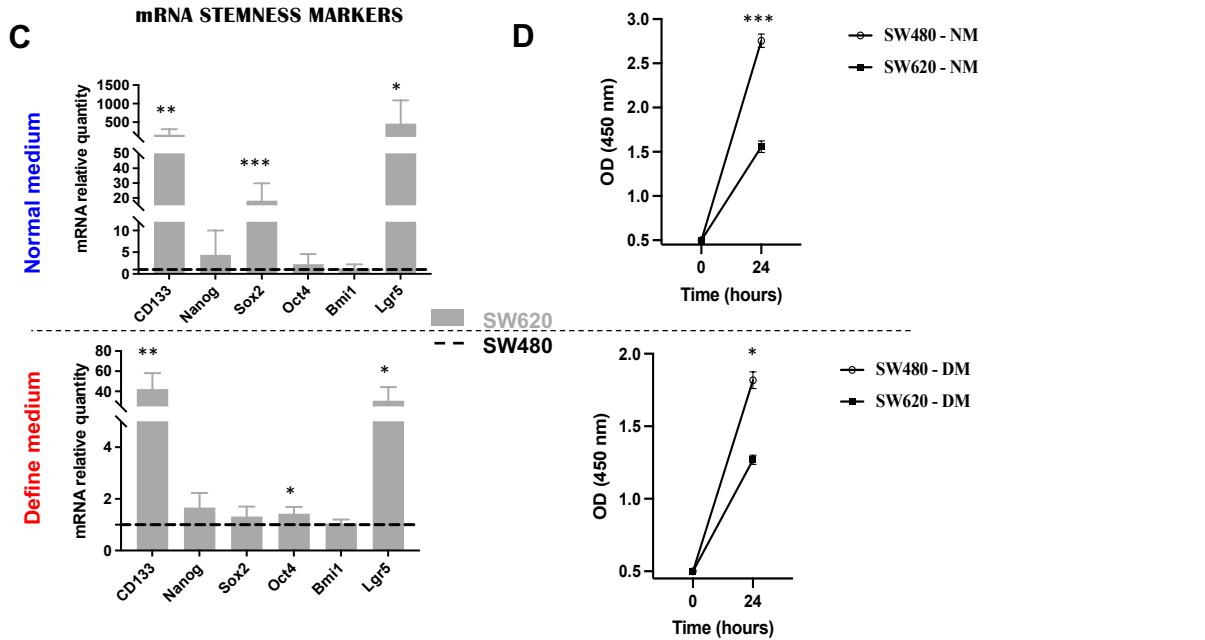 mRNA STEMNESS MARKERS
C
Normal medium
mRNA relative quantity
1500
1000
500
50
40
30
20
10
5
0
**
***
*
CD133
Nanog
Sox2
Oct4
Bmi1
Lgr5
SW620
SW480
Define medium
mRNA relative quantity
80
60
40
4
2
0
**
*
*
CD133
Nanog
Sox2
Oct4
Bmi1
Lgr5
D
OD (450 nm)
3.0
2.5
2.0
1.5
1.0
0.5
***
0 24
Time (hours)
SW480 - NM
SW620 - NM
OD (450 nm)
2.0
1.5
1.0
0.5
*
0 24
Time (hours)
SW480 - DM
SW620 - DM